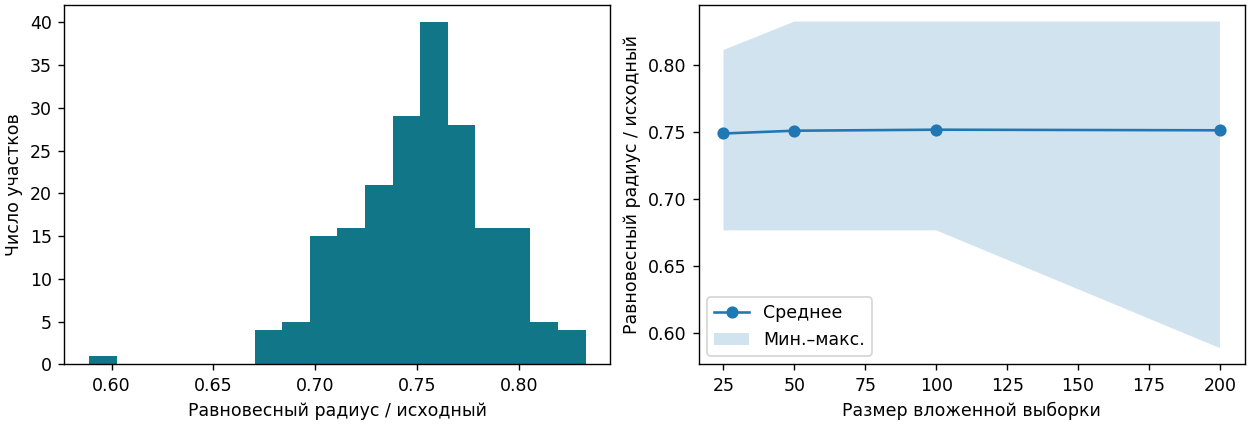 Число участков
40
35
30
25
20
15
10
5
0
0.60 0.65 0.70 0.75 0.80
Равновесный радиус / исходный
Равновесный радиус / исходный
0.80
0.75
0.70
0.65
0.60
Среднее
Мин.–макс.
25 50 75 100 125 150 175 200
Размер вложенной выборки